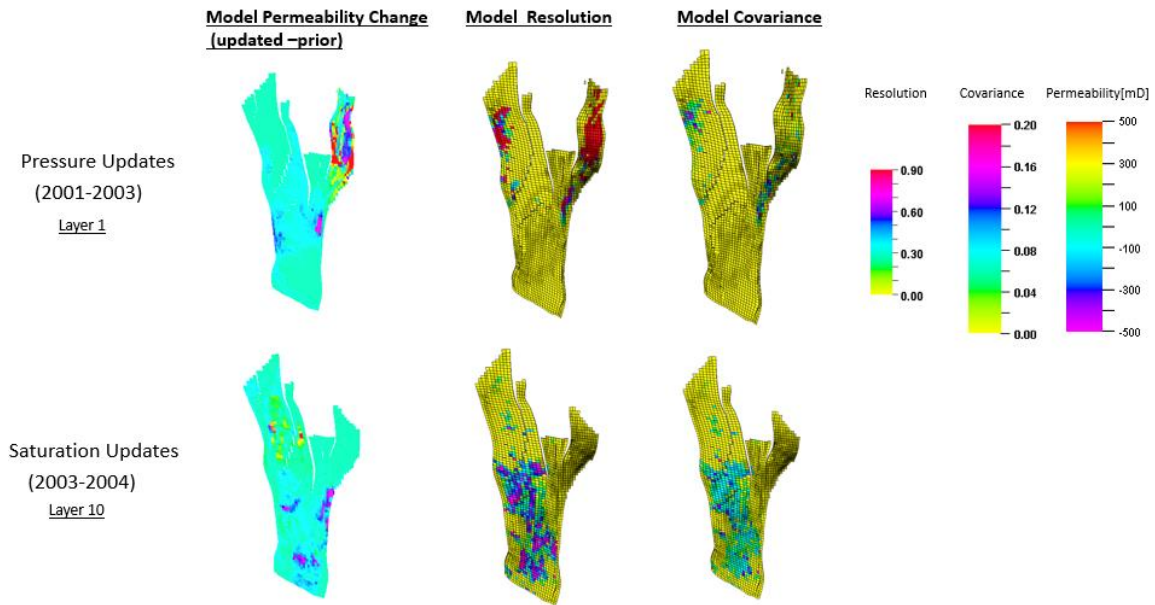 Model Permeability Change
(updated –prior)
Model Resolution
Model Covariance
Resolution
Covariance
Permeability[mD]
Pressure Updates
(2001-2003)
Layer 1
0.90
0.60
0.30
0.00
0.20
0.16
0.12
0.08
0.04
0.00
500
300
100
-100
-300
-500
Saturation Updates
(2003-2004)
Layer 10